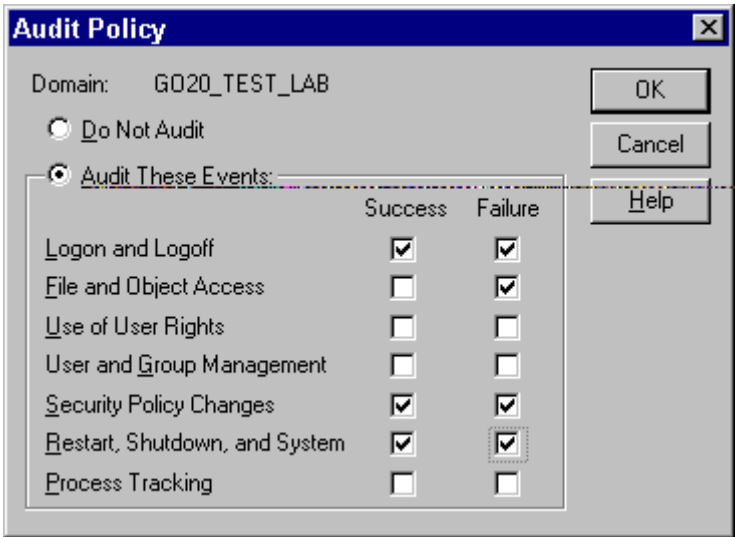 Audit Policy
Domain: GO20_TEST_LAB
OK
Do Not Audit
Cancel
Audit These Events:
Help
Success Failure
Logon and Logoff
File and Object Access
Use of User Rights
User and Group Management
Security Policy Changes
Restart, Shutdown, and System
Process Tracking